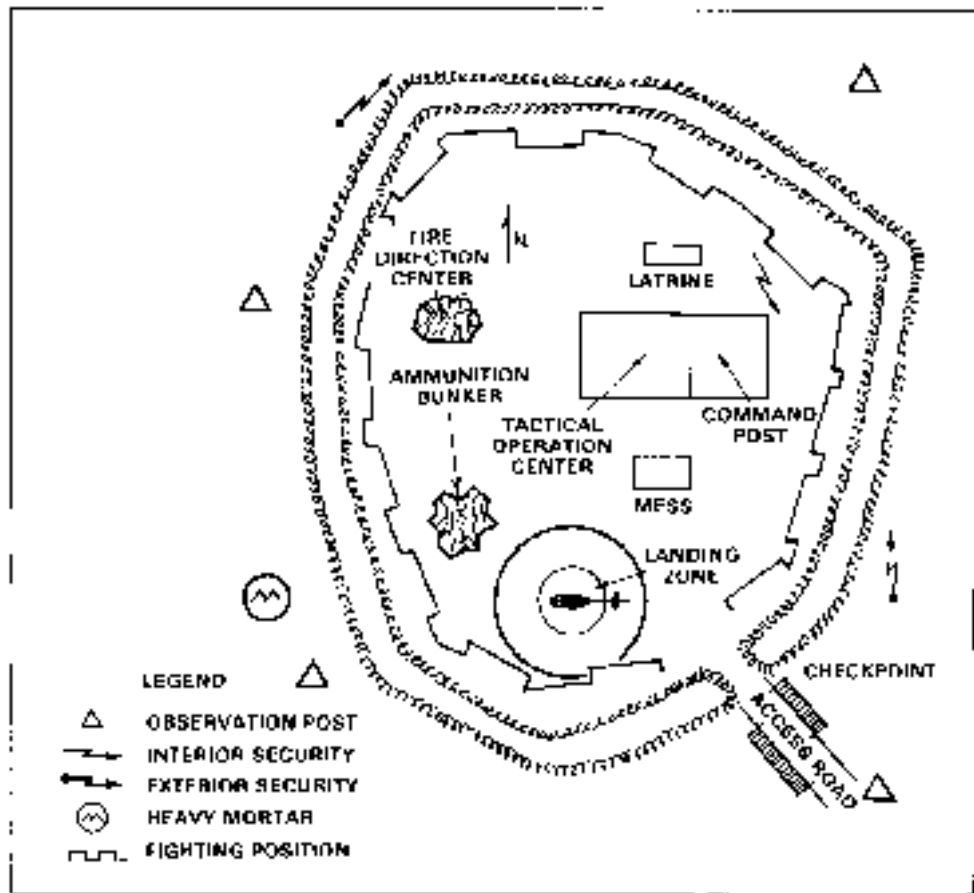 N
FIRE
DIRECTION
CENTER
LATRINE
AMMUNITION
BUNKER
TACTICAL
OPERATION
CENTER
COMMAND
POST
MESS
LANDING
ZONE
CHECKPOINT
ACCESS ROAD
LEGEND
OBSERVATION POST
INTERIOR SECURITY
EXTERIOR SECURITY
HEAVY MORTAR
FIGHTING POSITION